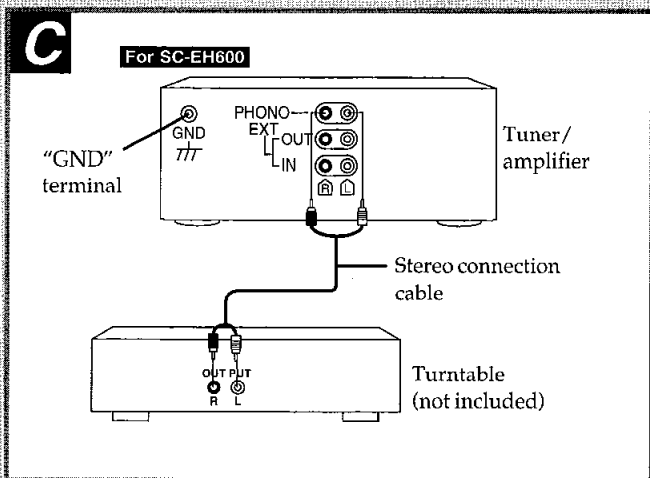 C
For SC-EH600
PHONO
EXT
OUT
IN
GND
R L
"GND"
terminal
Tuner/
amplifier
Stereo connection
cable
OUT PUT
R L
Turntable
(not included)